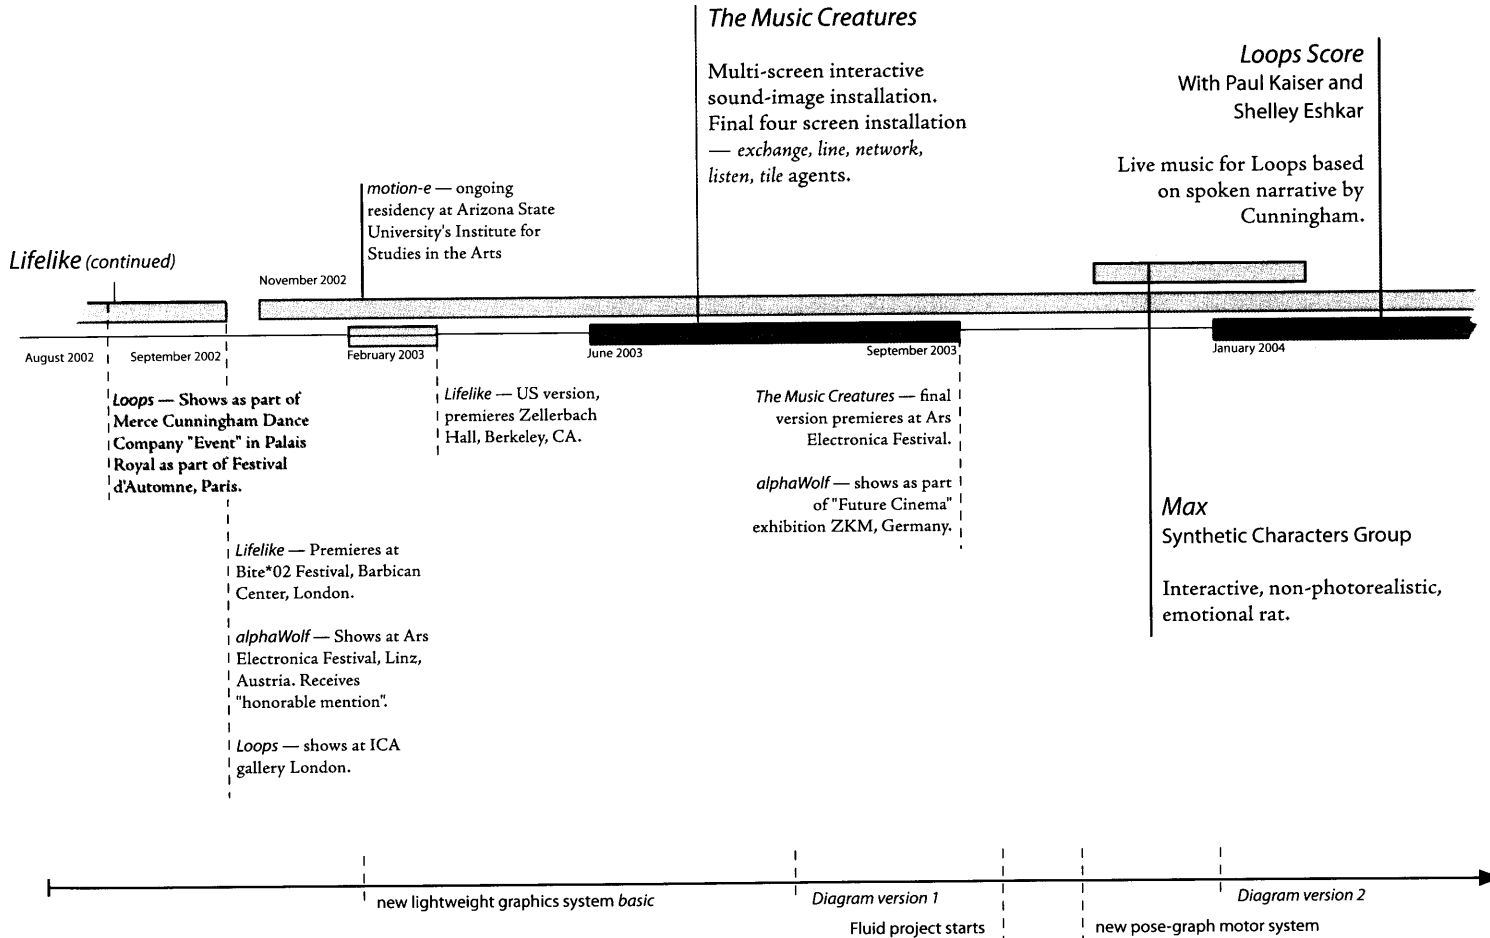 The Music Creatures
Multi-screen interactive
sound-image installation.
Final four screen installation
— exchange, line, network,
listen, tile agents.
Loops Score
With Paul Kaiser and
Shelley Eshkar
Live music for Loops based
on spoken narrative by
Cunningham.
motion-e — ongoing
residency at Arizona State
University's Institute for
Studies in the Arts
Lifelike (continued)
November 2002
August 2002
September 2002
February 2003
June 2003
September 2003
January 2004
Loops — Shows as part of
Merce Cunningham Dance
Company "Event" in Palais
Royal as part of Festival
d'Automne, Paris.
Lifelike — US version,
premieres Zellerbach
Hall, Berkeley, CA.
The Music Creatures — final
version premieres at Ars
Electronica Festival.
alphaWolf — shows as part
of "Future Cinema"
exhibition ZKM, Germany.
Max
Synthetic Characters Group
Interactive, non-photorealistic,
emotional rat.
Lifelike — Premieres at
Bite*02 Festival, Barbican
Center, London.
alphaWolf — Shows at Ars
Electronica Festival, Linz,
Austria. Receives
"honorable mention".
Loops — shows at ICA
gallery London.
new lightweight graphics system basic
Diagram version 1
Diagram version 2
Fluid project starts
new pose-graph motor system